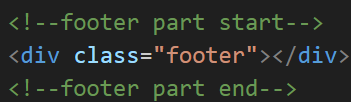 <!--footer part start-->
<div class="footer"></div>
<!--footer part end-->